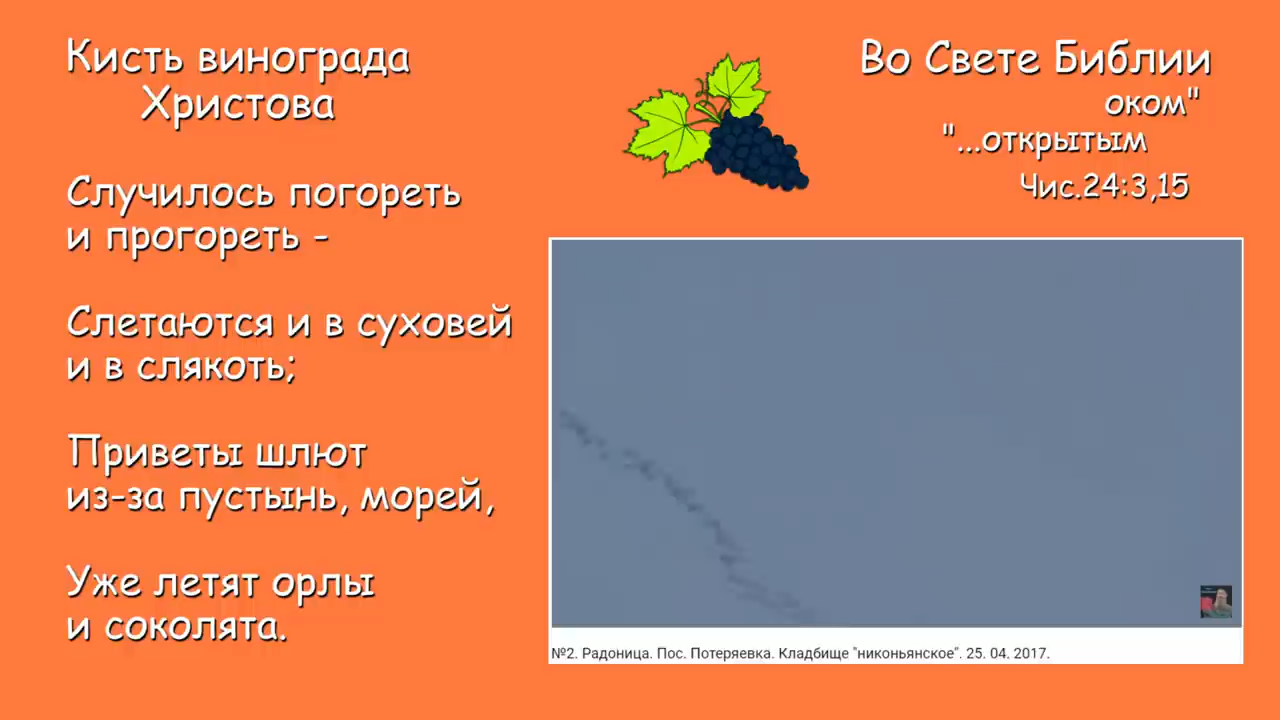 Кисть винограда
Христова
Случилось погореть
и прогореть -
Слетаются и в суховей
и в слякоть;
Приветы шлют
из-за пустынь, морей,
Уже летят орлы
и соколята.
Во Свете Библии
оком"
"...открытым
Чис.24:3,15
№2. Радоница. Пос. Потеряевка. Кладбище "никоньянское". 25. 04. 2017.